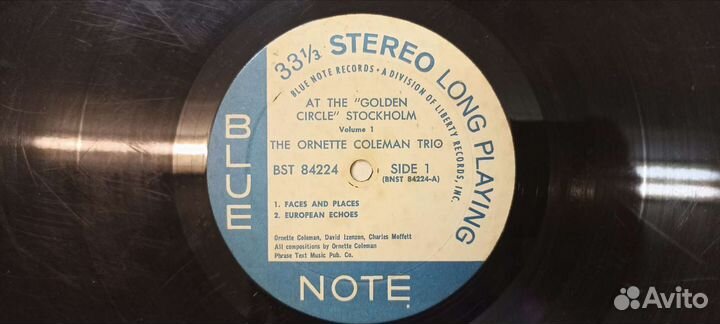 33 1/3 STEREO LONG PLAYING
BLUE NOTE RECORDS • A DIVISION OF LIBERTY RECORDS, INC.
AT THE "GOLDEN
CIRCLE" STOCKHOLM
Volume 1
THE ORNETTE COLEMAN TRIO
BST 84224 SIDE 1
(BNST 84224-A)
1. FACES AND PLACES
2. EUROPEAN ECHOES
Ornette Coleman, David Izenzon, Charles Moffett
All compositions by Ornette Coleman
Phrase Text Music Pub. Co.
BLUE
NOTE
Avito